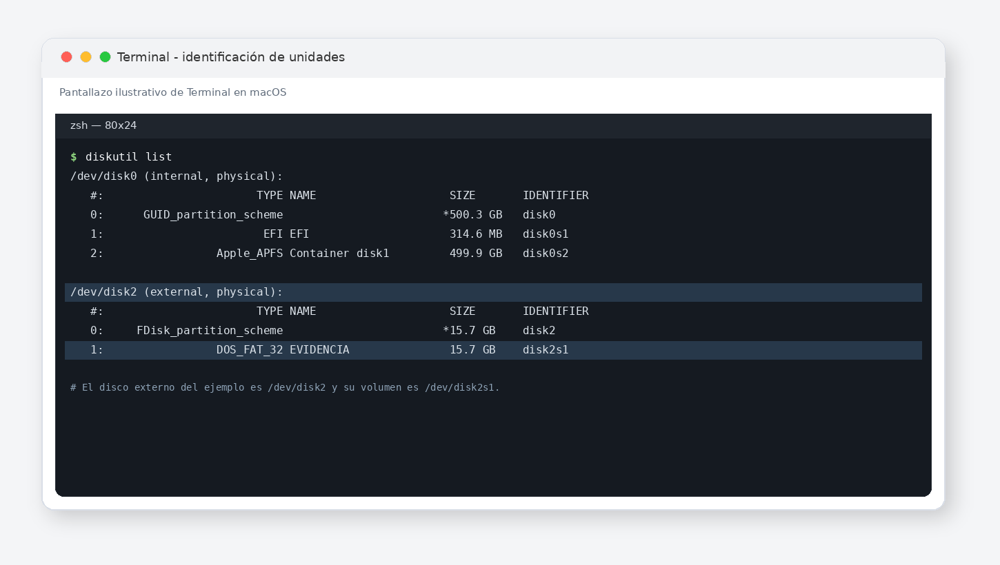 Terminal - identificación de unidades
Pantallazo ilustrativo de Terminal en macOS
zsh — 80x24
$ diskutil list
/dev/disk0 (internal, physical):
   #:                       TYPE NAME                    SIZE       IDENTIFIER
   0:      GUID_partition_scheme                        *500.3 GB   disk0
   1:                        EFI EFI                     314.6 MB   disk0s1
   2:                 Apple_APFS Container disk1         499.9 GB   disk0s2
/dev/disk2 (external, physical):
   #:                       TYPE NAME                    SIZE       IDENTIFIER
   0:     FDisk_partition_scheme                        *15.7 GB    disk2
   1:                 DOS_FAT_32 EVIDENCIA               15.7 GB    disk2s1
# El disco externo del ejemplo es /dev/disk2 y su volumen es /dev/disk2s1.